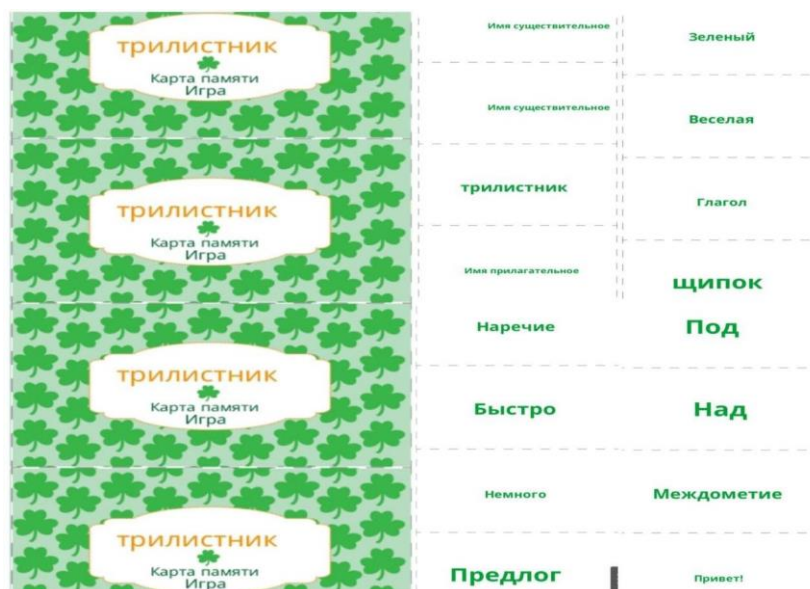 трилистник
Карта памяти
Игра
трилистник
Карта памяти
Игра
трилистник
Карта памяти
Игра
трилистник
Карта памяти
Игра
Имя существительное
Имя существительное
трилистник
Имя прилагательное
Наречие
Быстро
Немного
Предлог
Зеленый
Веселая
Глагол
щипок
Под
Над
Междометие
Привет!